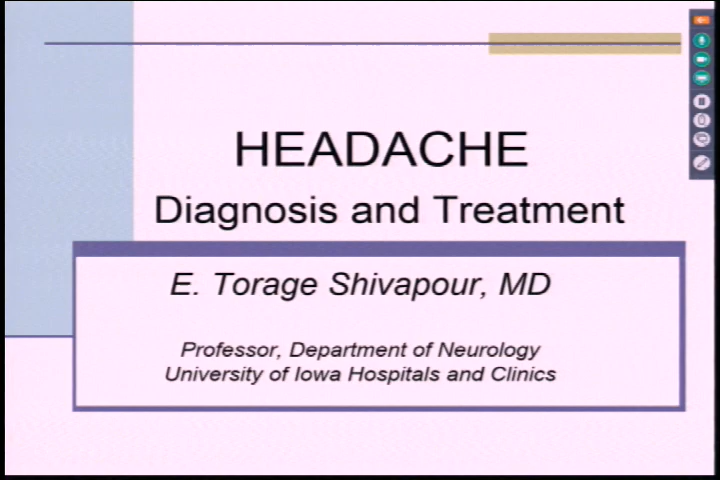 HEADACHE
Diagnosis and Treatment
E. Torage Shivapour, MD
Professor, Department of Neurology
University of Iowa Hospitals and Clinics